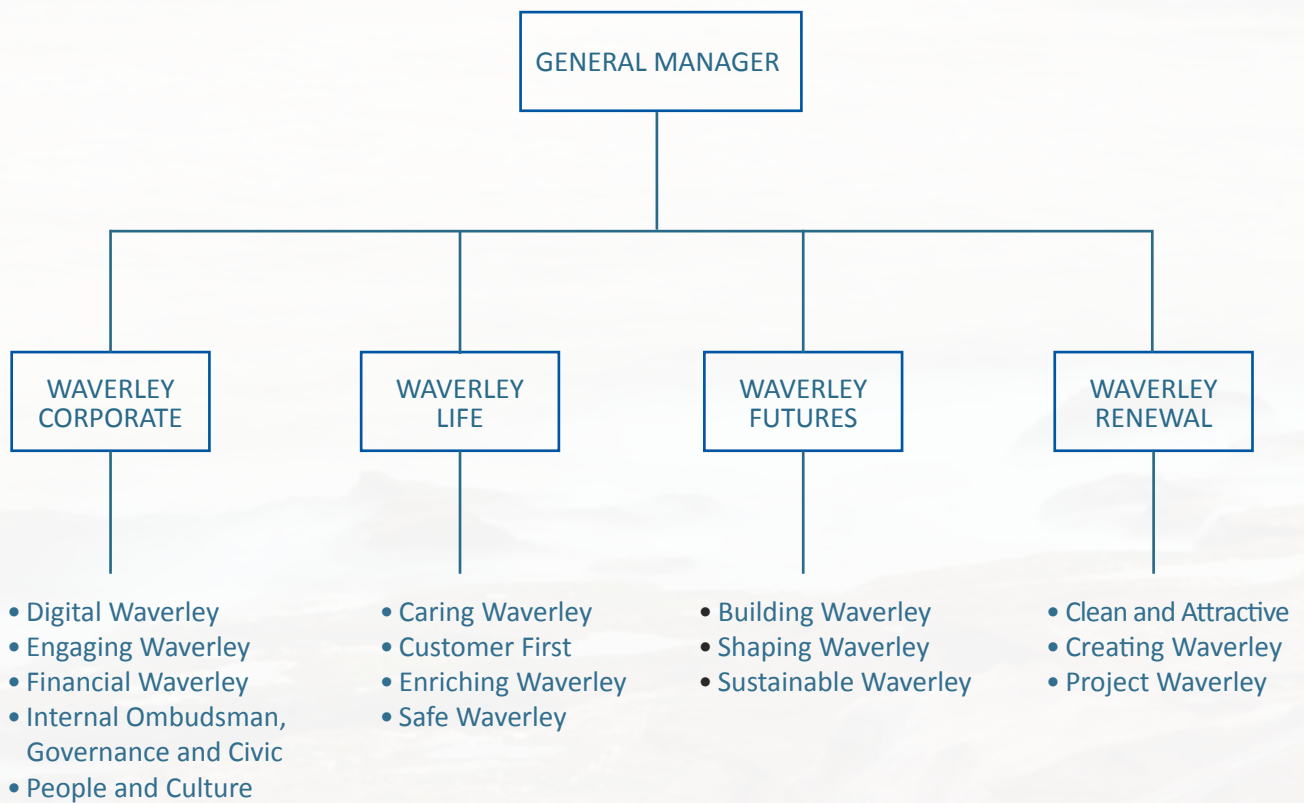 GENERAL MANAGER
WAVERLEY
CORPORATE
WAVERLEY
LIFE
WAVERLEY
FUTURES
WAVERLEY
RENEWAL
• Digital Waverley
• Engaging Waverley
• Financial Waverley
• Internal Ombudsman,
Governance and Civic
• People and Culture
• Caring Waverley
• Customer First
• Enriching Waverley
• Safe Waverley
• Building Waverley
• Shaping Waverley
• Sustainable Waverley
• Clean and Attractive
• Creating Waverley
• Project Waverley